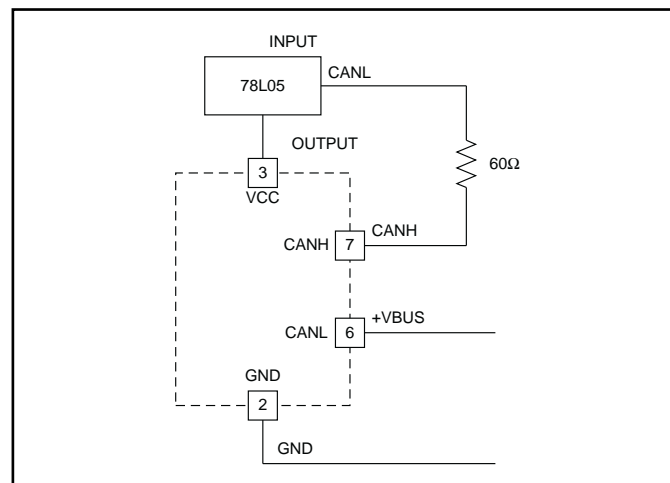 INPUT
78L05
CANL
OUTPUT
3
VCC
60Ω
CANH 7 CANH
CANL 6 +VBUS
GND
2
GND